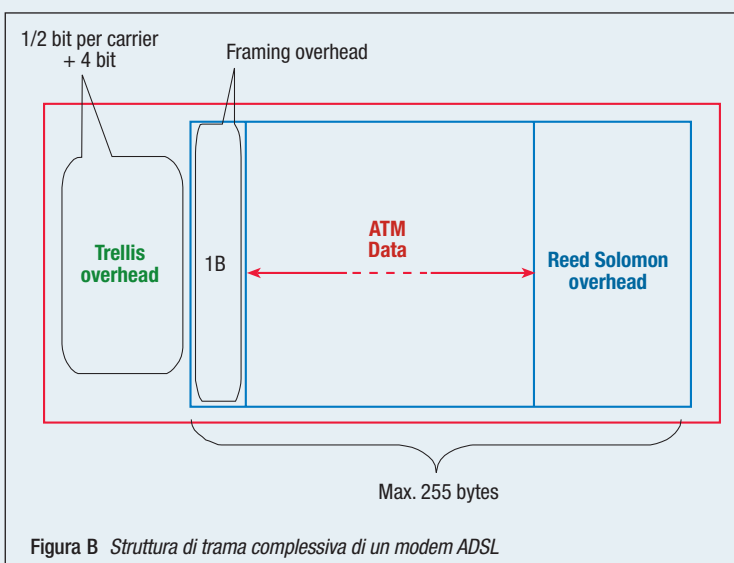 1/2 bit per carrier
+ 4 bit
Framing overhead
Trellis
overhead
1B
ATM
Data
Reed Solomon
overhead
Max. 255 bytes
Figura B Struttura di trama complessiva di un modem ADSL